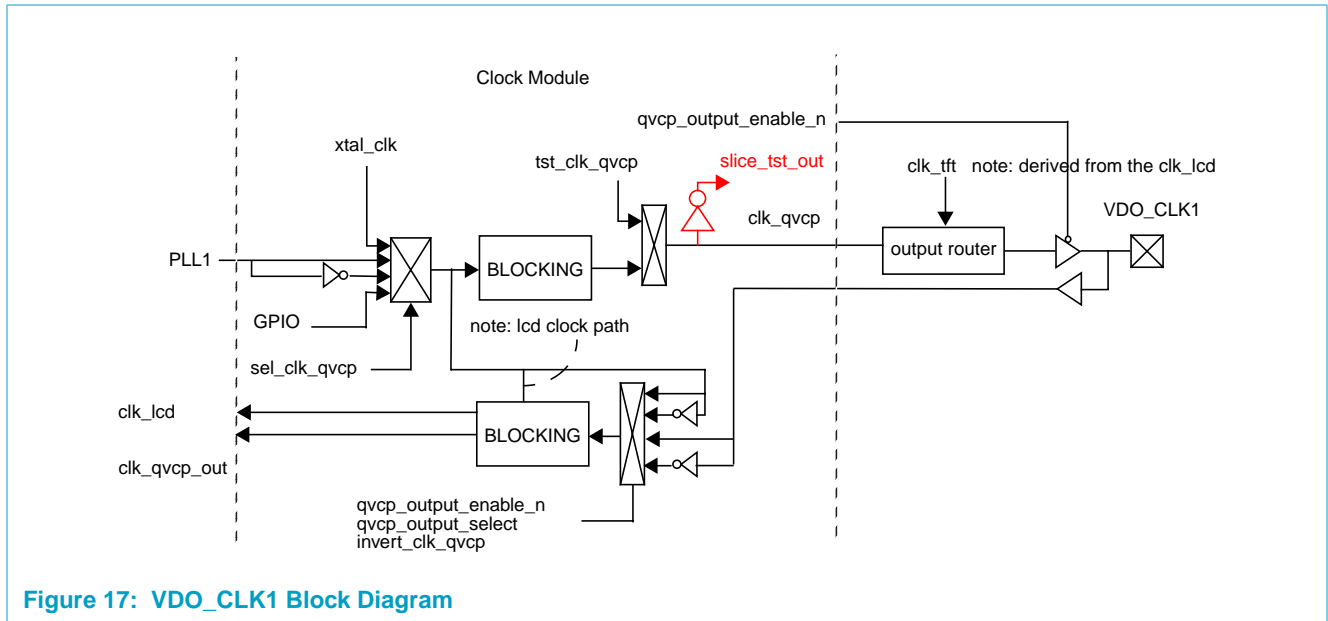 Clock Module
qvcp_output_enable_n
xtal_clk
tst_clk_qvcp
slice_tst_out
clk_tft note: derived from the clk_lcd
clk_qvcp
VDO_CLK1
PLL1
BLOCKING
output router
GPIO
note: lcd clock path
sel_clk_qvcp
clk_lcd
BLOCKING
clk_qvcp_out
qvcp_output_enable_n
qvcp_output_select
invert_clk_qvcp
Figure 17: VDO_CLK1 Block Diagram